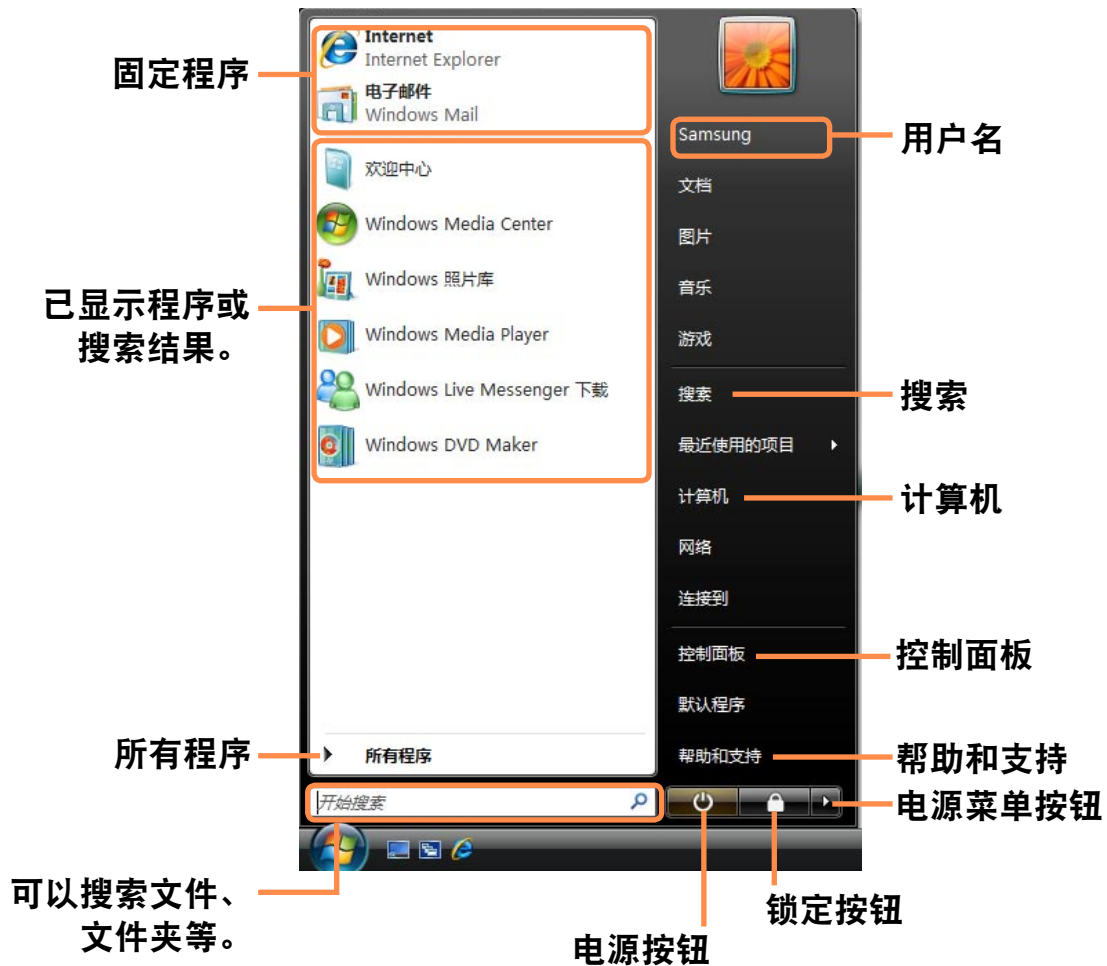 固定程序
已显示程序或
搜索结果。
所有程序
可以搜索文件、
文件夹等。
Internet
Internet Explorer
电子邮件
Windows Mail
欢迎中心
Windows Media Center
Windows 照片库
Windows Media Player
Windows Live Messenger 下载
Windows DVD Maker
所有程序
开始搜索
Samsung
文档
图片
音乐
游戏
搜索
最近使用的项目
计算机
网络
连接到
控制面板
默认程序
帮助和支持
用户名
搜索
计算机
控制面板
帮助和支持
电源菜单按钮
锁定按钮
电源按钮